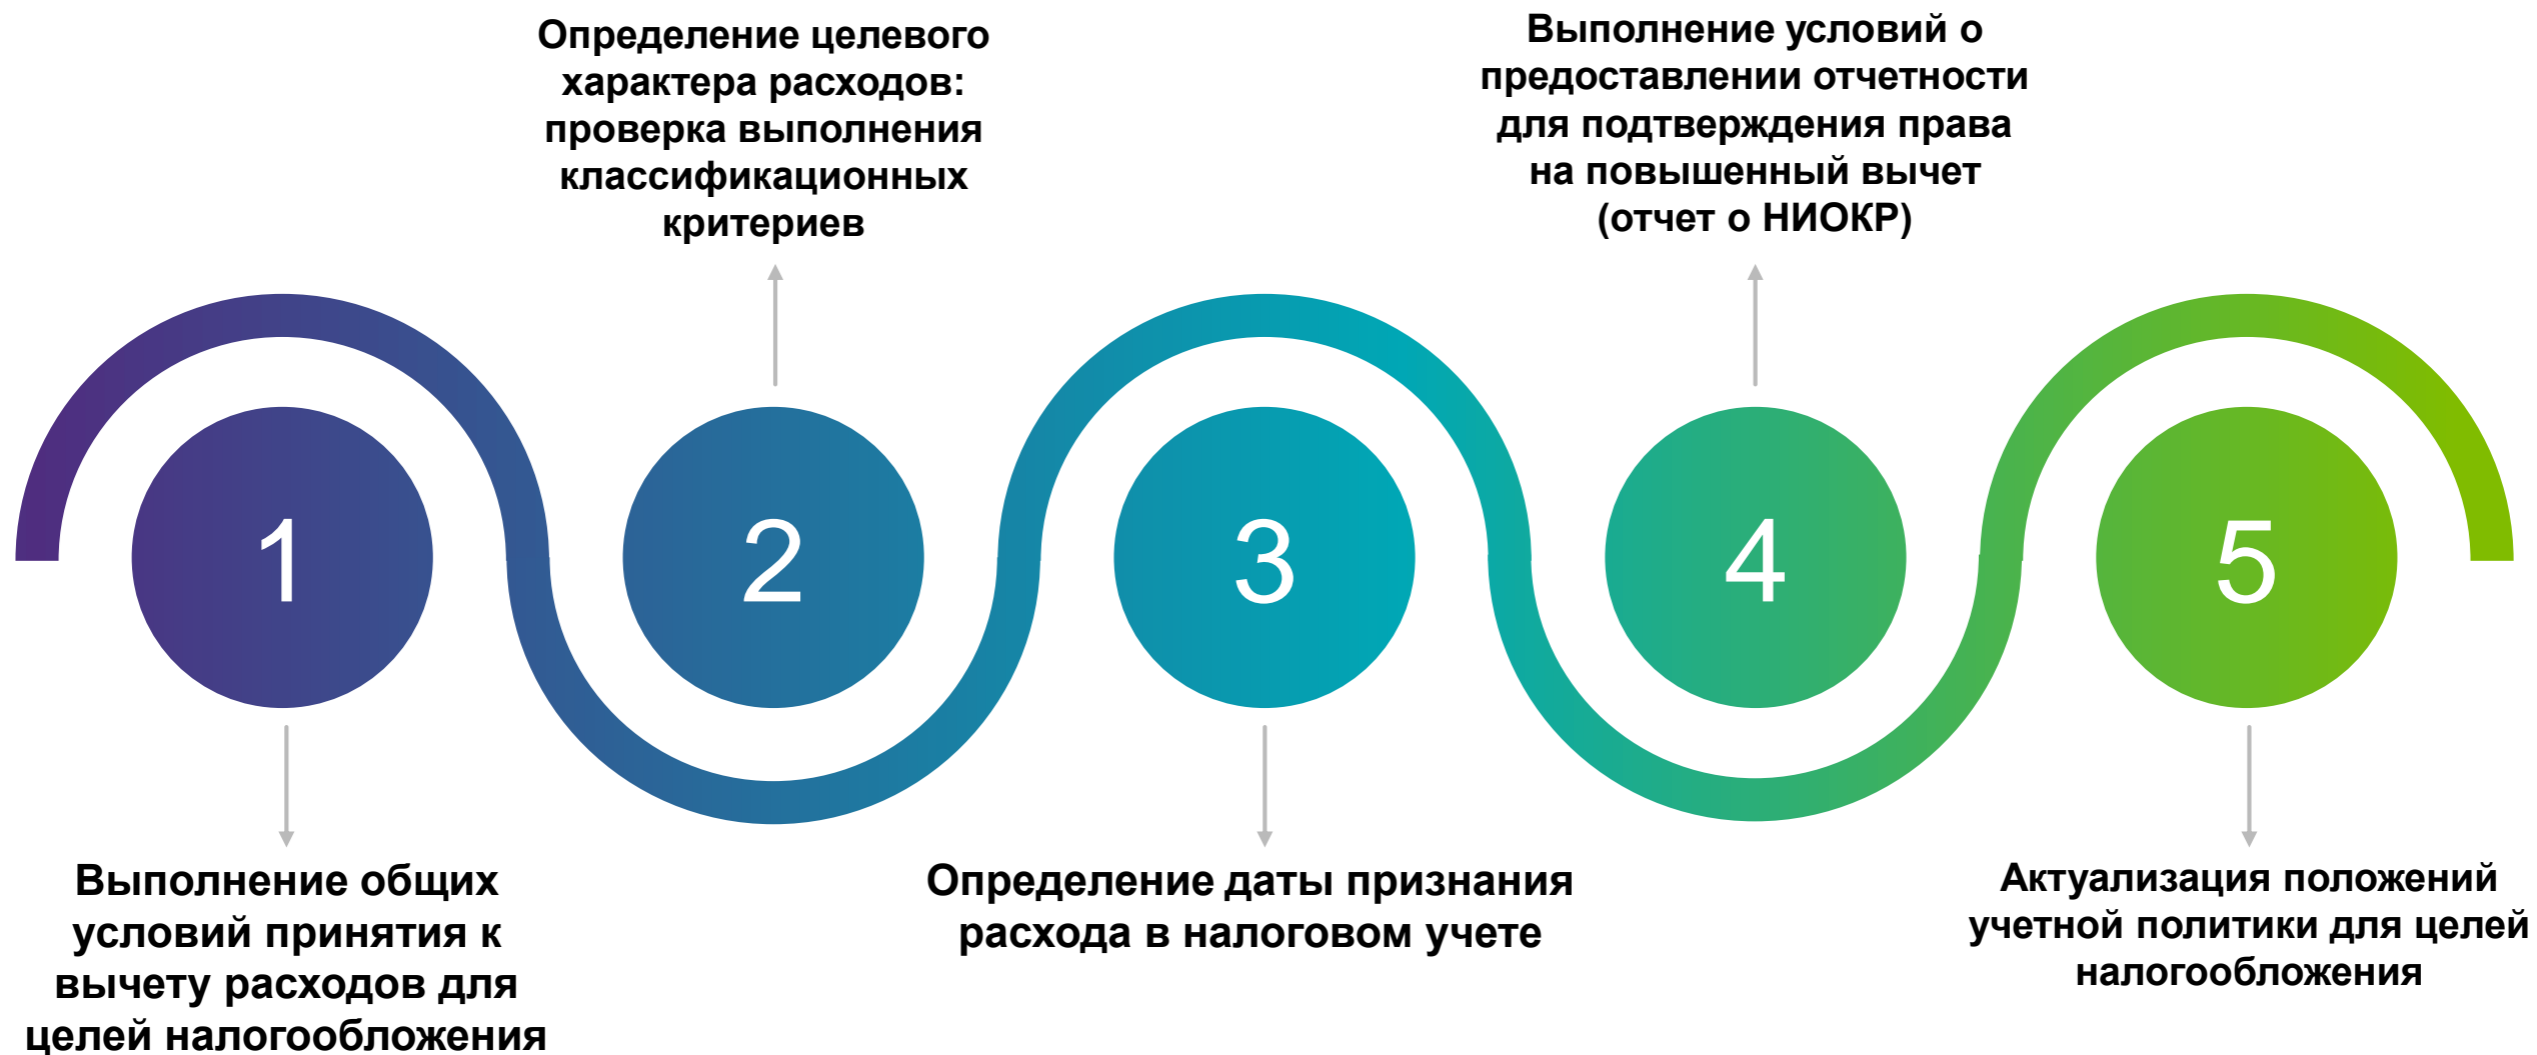 1
Выполнение общих
условий принятия к
вычету расходов для
целей налогообложения
Определение целевого
характера расходов:
проверка выполнения
классификационных
критериев
2
3
Определение даты признания
расхода в налоговом учете
Выполнение условий о
предоставлении отчетности
для подтверждения права
на повышенный вычет
(отчет о НИОКР)
4
5
Актуализация положений
учетной политики для целей
налогообложения